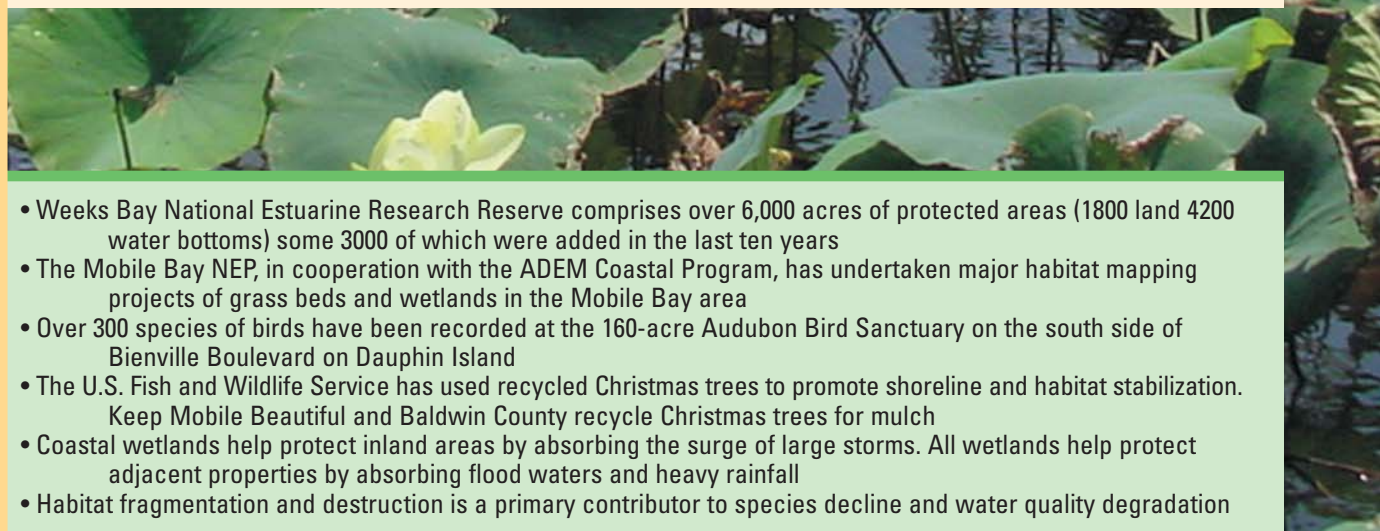 • Weeks Bay National Estuarine Research Reserve comprises over 6,000 acres of protected areas (1800 land 4200
water bottoms) some 3000 of which were added in the last ten years
• The Mobile Bay NEP, in cooperation with the ADEM Coastal Program, has undertaken major habitat mapping
projects of grass beds and wetlands in the Mobile Bay area
• Over 300 species of birds have been recorded at the 160-acre Audubon Bird Sanctuary on the south side of
Bienville Boulevard on Dauphin Island
• The U.S. Fish and Wildlife Service has used recycled Christmas trees to promote shoreline and habitat stabilization.
Keep Mobile Beautiful and Baldwin County recycle Christmas trees for mulch
• Coastal wetlands help protect inland areas by absorbing the surge of large storms. All wetlands help protect
adjacent properties by absorbing flood waters and heavy rainfall
• Habitat fragmentation and destruction is a primary contributor to species decline and water quality degradation